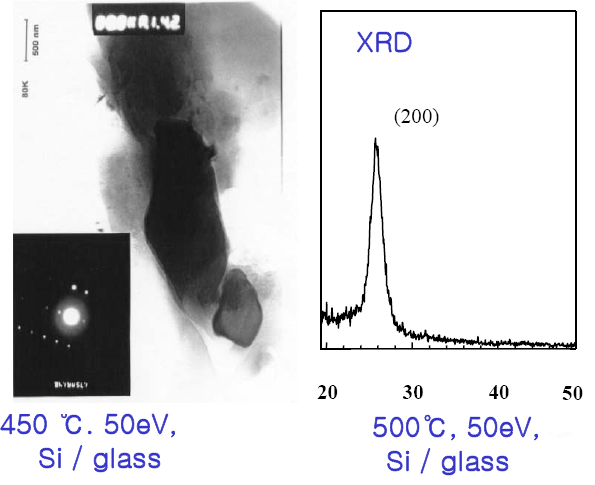 500 nm
80K
XRD
(200)
20 30 40 50
450 ℃. 50eV,
Si / glass
500℃, 50eV,
Si / glass